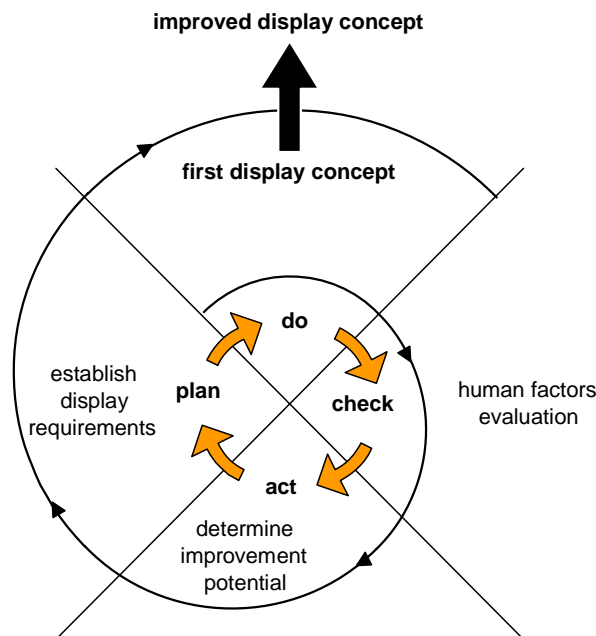 improved display concept
first display concept
do
establish
display
requirements
plan
check
human factors
evaluation
act
determine
improvement
potential